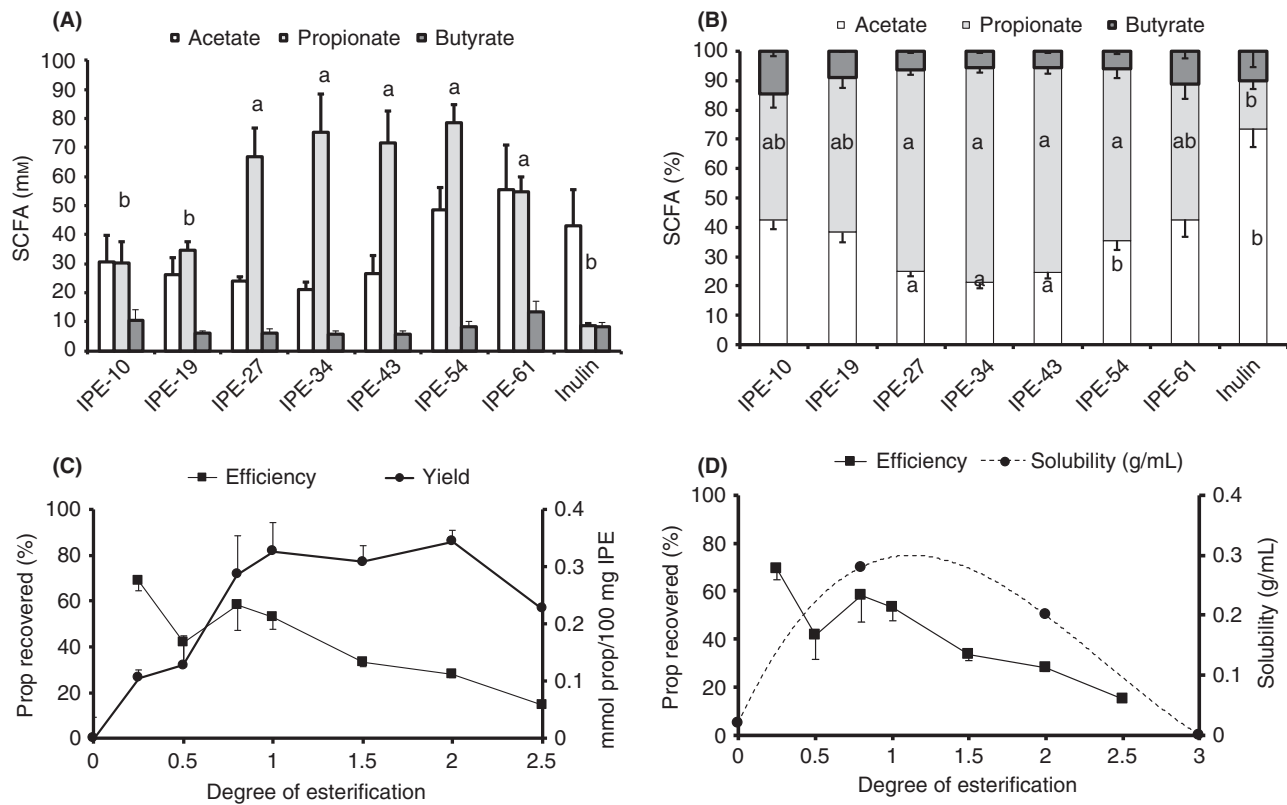 (A)
Acetate Propionate Butyrate
100
90
80
70
60
50
40
30
20
10
0
SCFA (mM)
b
b
a
a
a
a
a
b
IPE-10 IPE-19 IPE-27 IPE-34 IPE-43 IPE-54 IPE-61 Inulin
(B)
Acetate Propionate Butyrate
100
90
80
70
60
50
40
30
20
10
0
SCFA (%)
ab ab a a a a ab b
a a a b b
IPE-10 IPE-19 IPE-27 IPE-34 IPE-43 IPE-54 IPE-61 Inulin
(C)
Efficiency Yield
100
80
60
40
20
0
Prop recovered (%)
0.4
0.3
0.2
0.1
0
mmol prop/100 mg IPE
0 0.5 1 1.5 2 2.5
Degree of esterification
(D)
Efficiency Solubility (g/mL)
100
80
60
40
20
0
Prop recovered (%)
0.4
0.3
0.2
0.1
0
Solubility (g/mL)
0 0.5 1 1.5 2 2.5 3
Degree of esterification